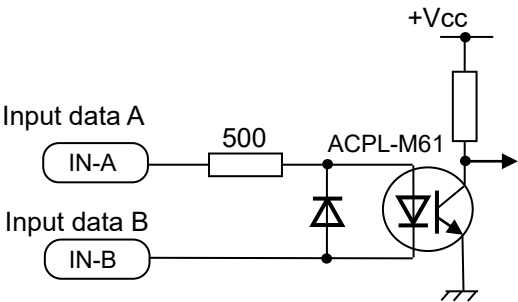 +Vcc
Input data A
500
ACPL-M61
IN-A
Input data B
IN-B